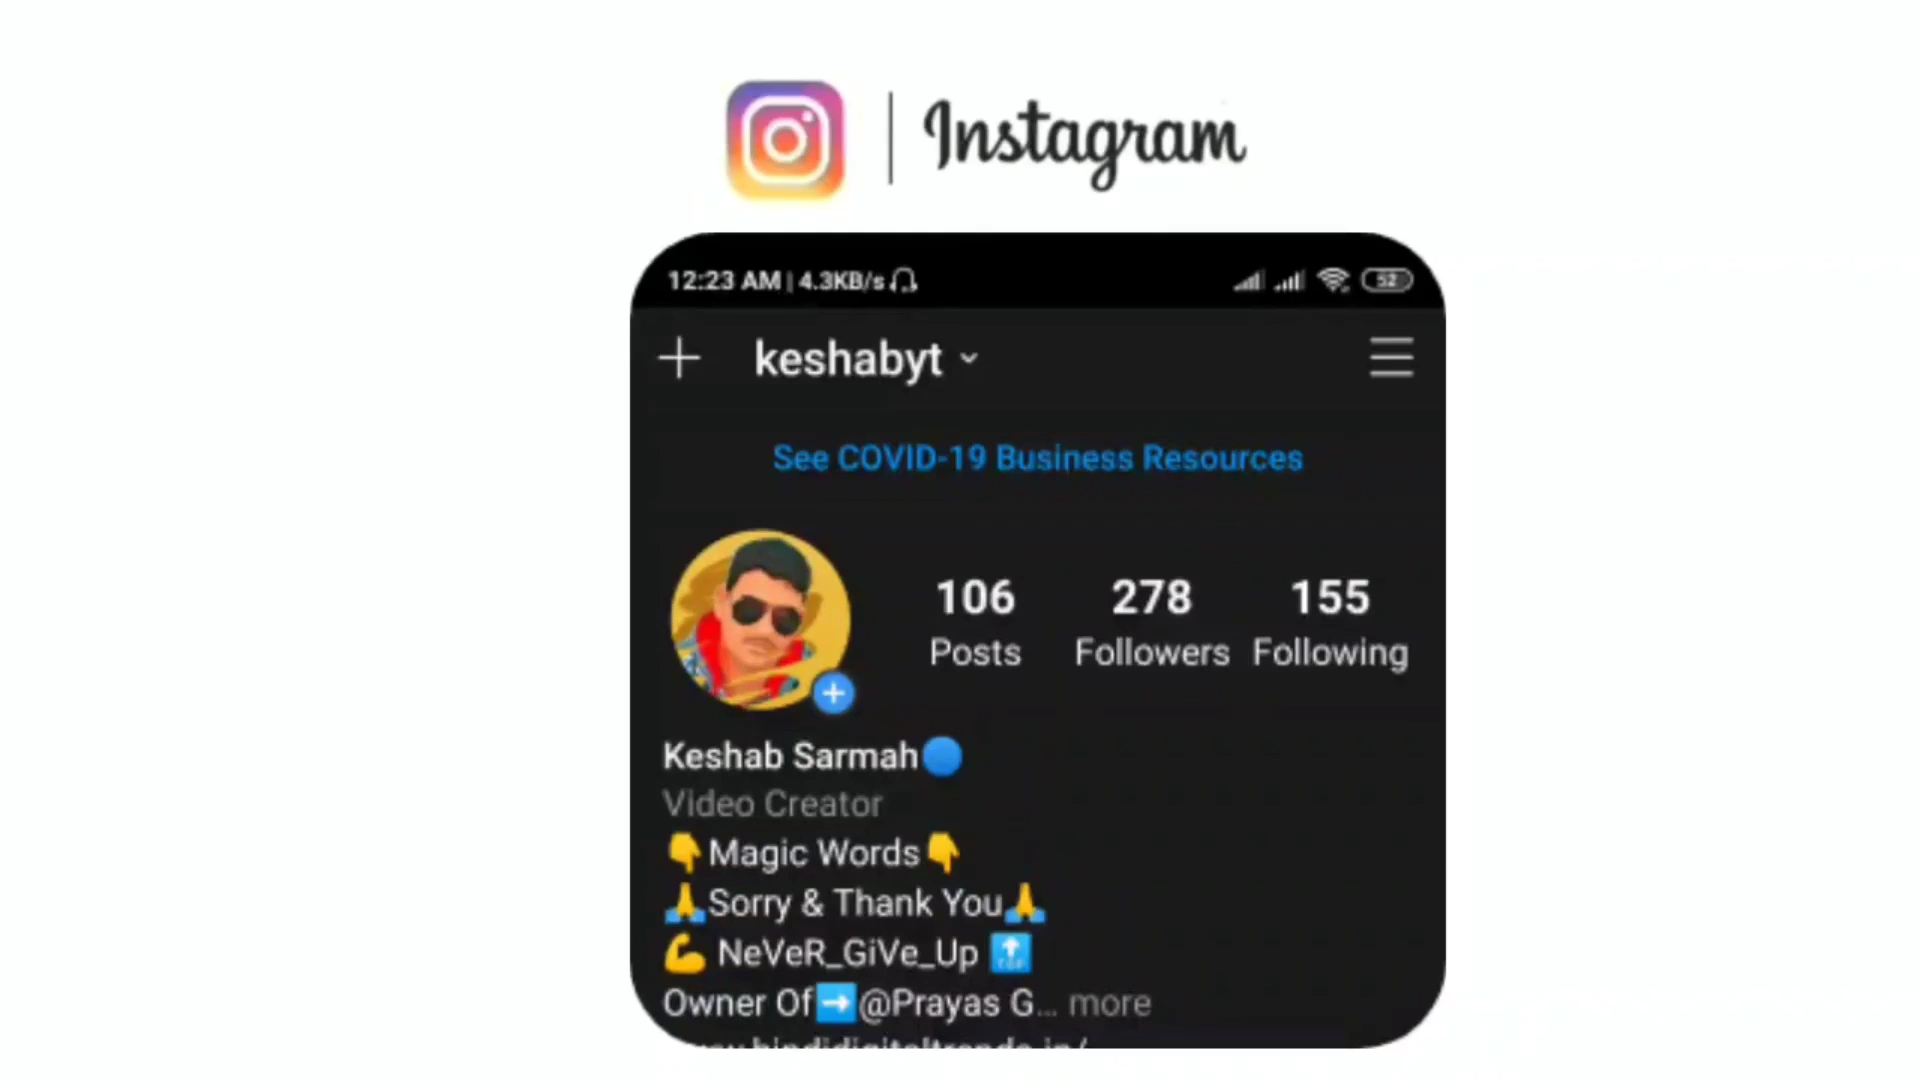 Instagram
12:23 AM | 4.3KB/s 52
keshabyt
See COVID-19 Business Resources
106 278 155
Posts Followers Following
Keshab Sarmah🔵
Video Creator
👇Magic Words👇
🙏Sorry & Thank You🙏
💪 NeVeR_GiVe_Up 🔝
Owner Of➡️@Prayas G... more